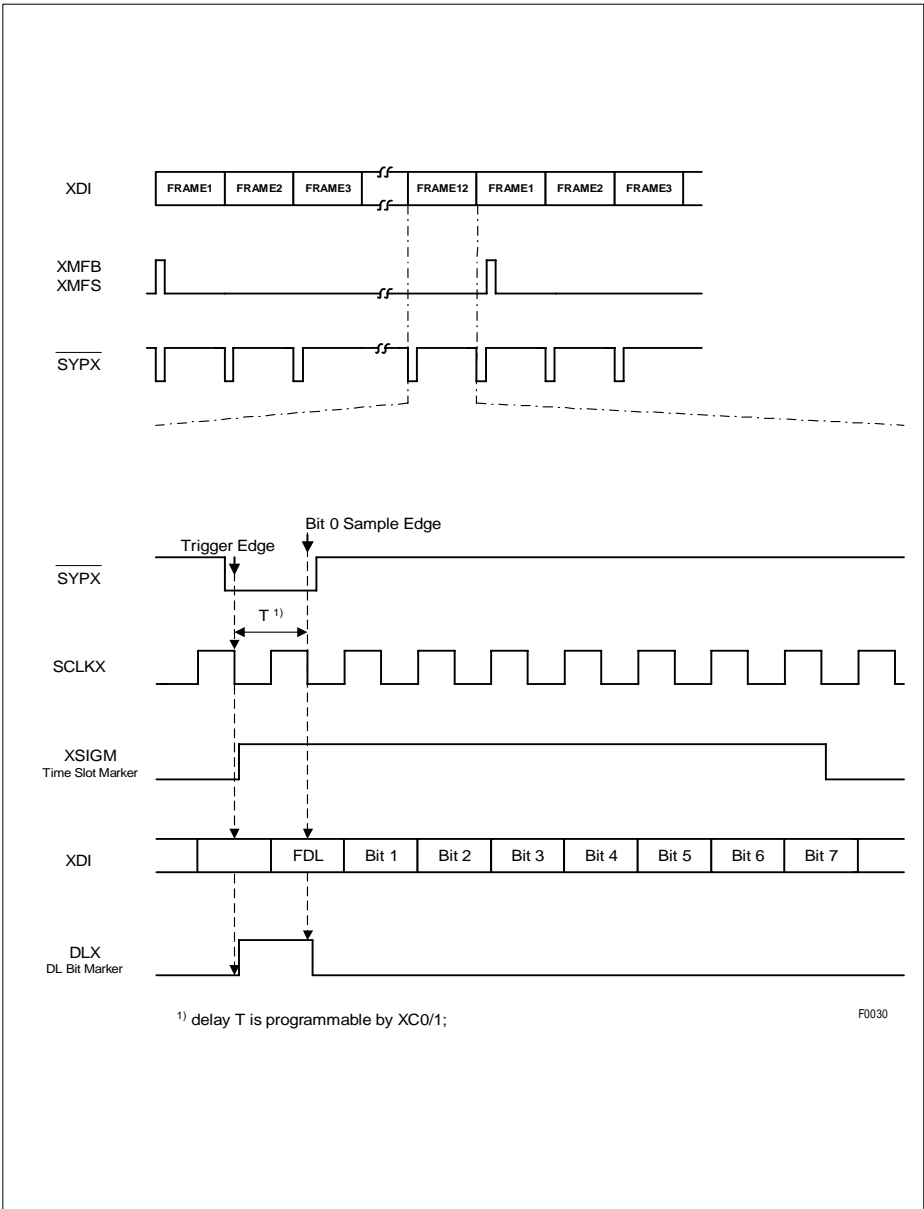 XDI
FRAME1 FRAME2 FRAME3 FRAME12 FRAME1 FRAME2 FRAME3
XMFB
XMFS
SYPX
Bit 0 Sample Edge
Trigger Edge
SYPX
T 1)
SCLKX
XSIGM
Time Slot Marker
XDI
FDL Bit 1 Bit 2 Bit 3 Bit 4 Bit 5 Bit 6 Bit 7
DLX
DL Bit Marker
1) delay T is programmable by XC0/1;
F0030